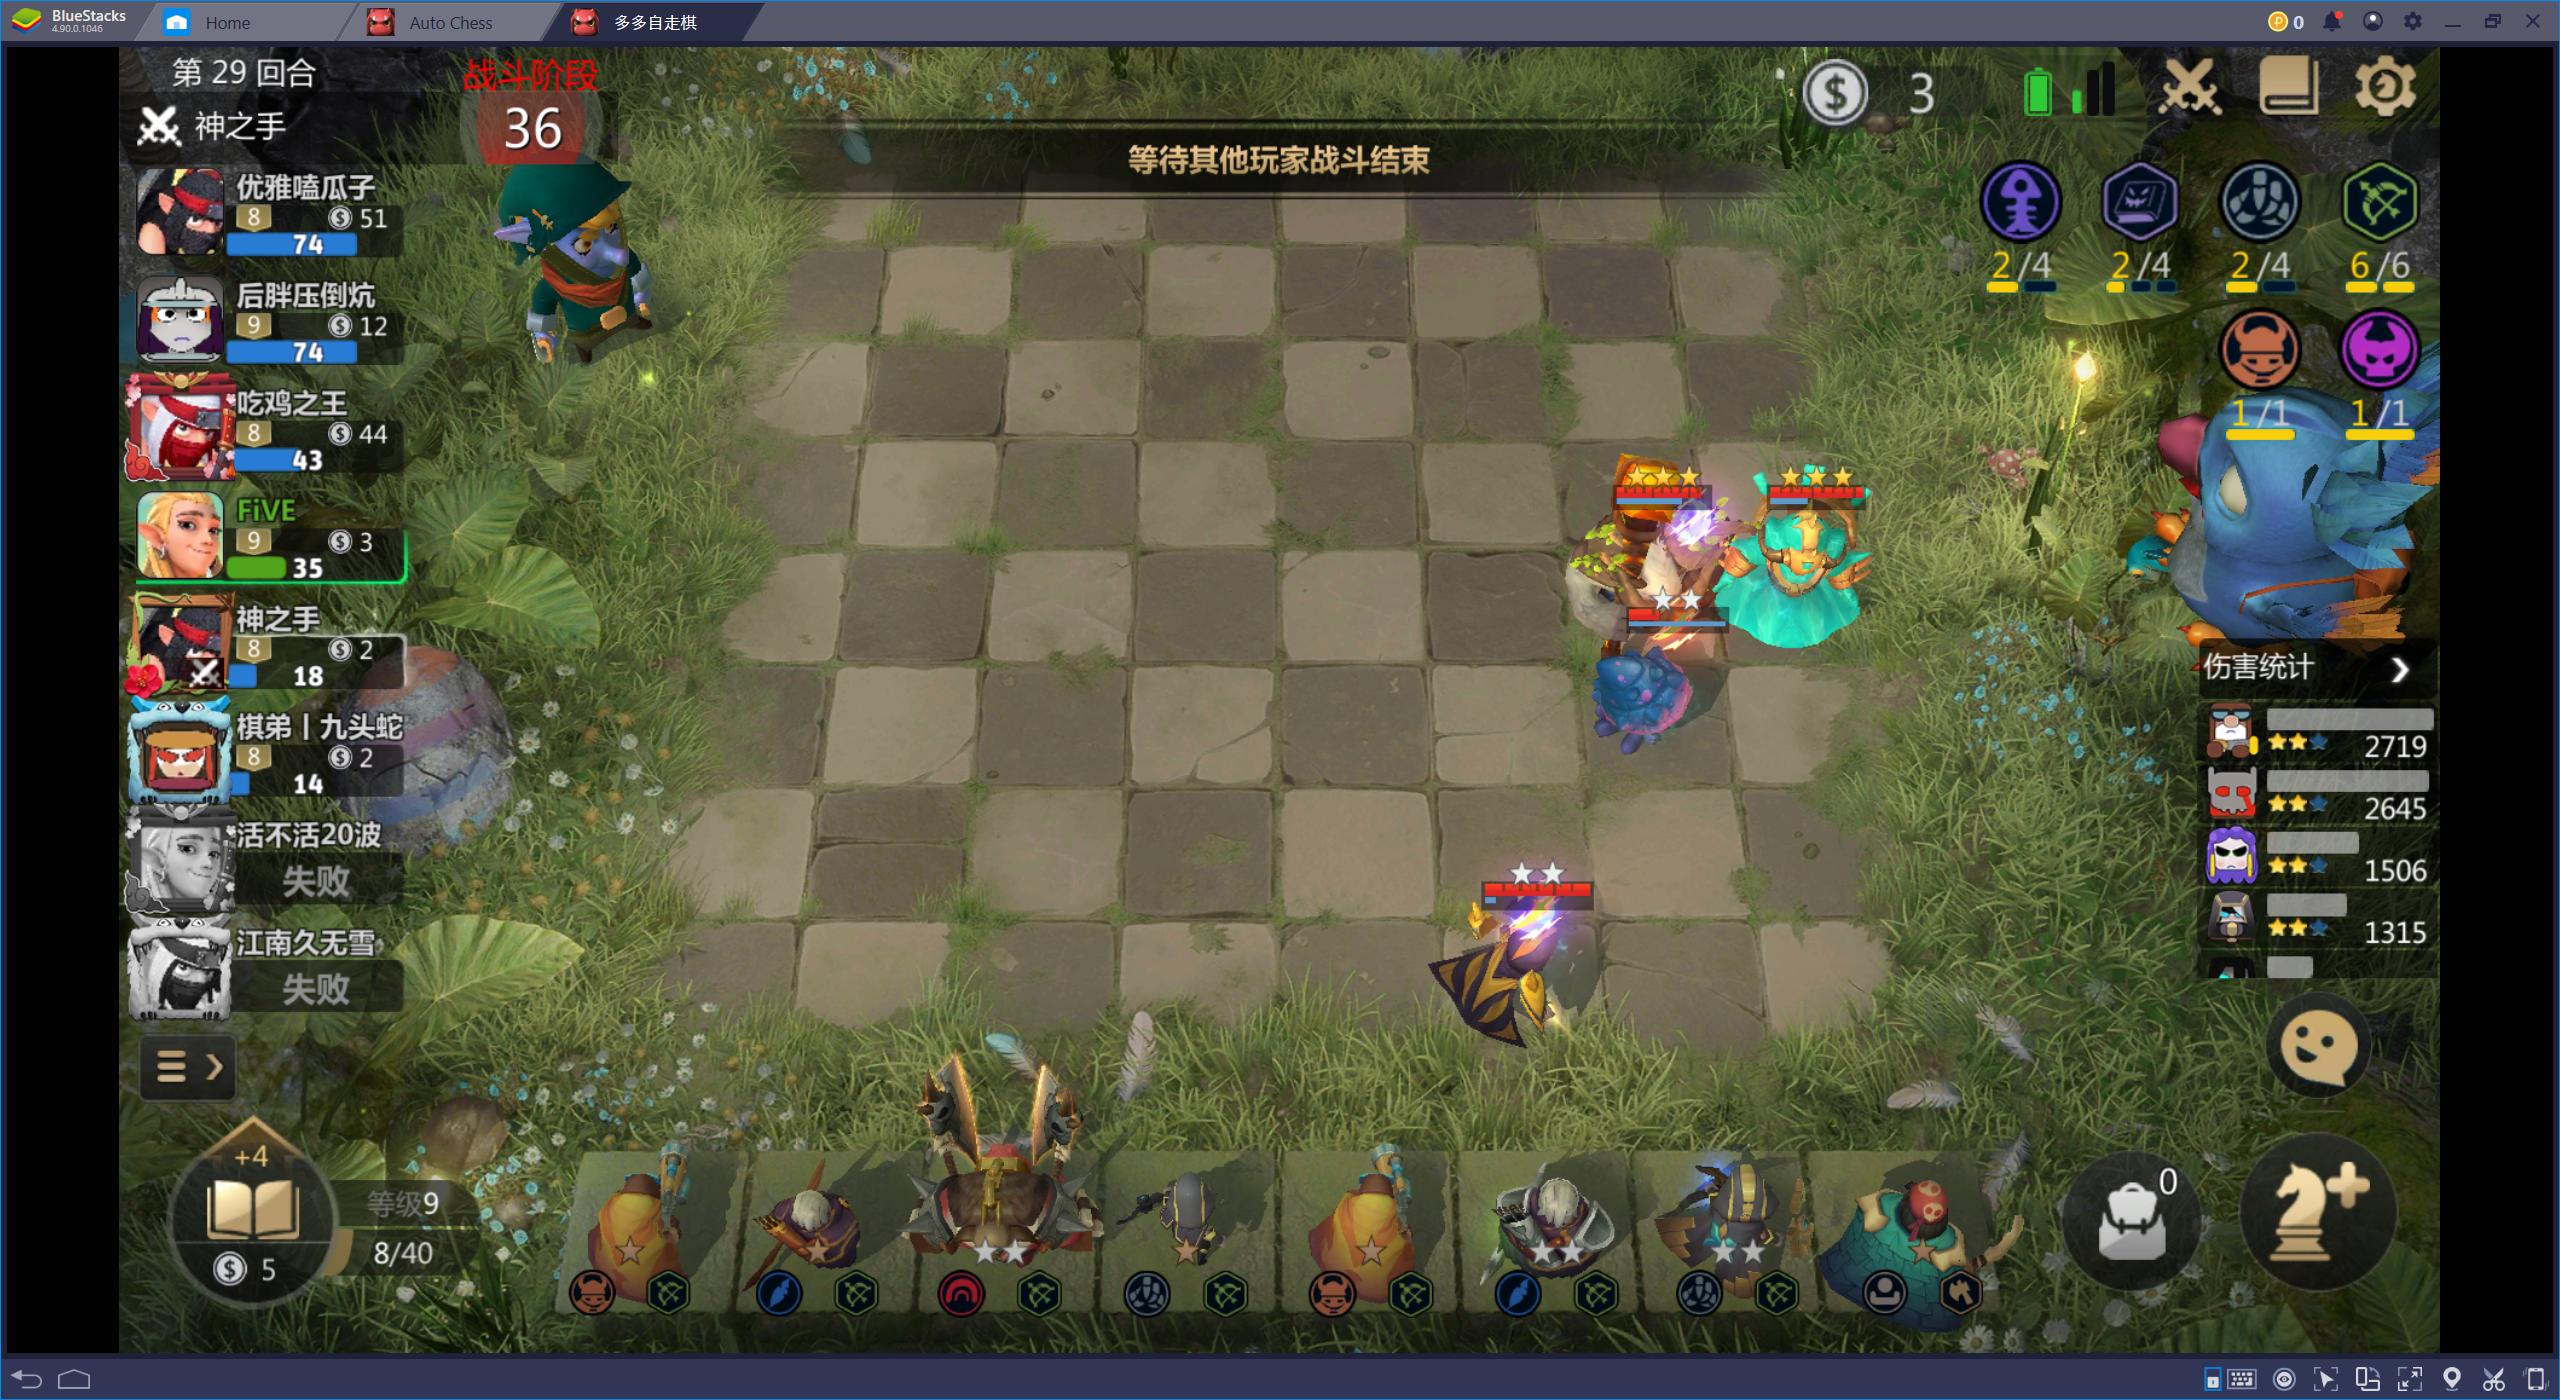 BlueStacks
4.90.0.1046
Home
Auto Chess
多多自走棋
0
第 29 回合
战斗阶段
神之手
36
3
等待其他玩家战斗结束
优雅嗑瓜子
8
51
74
后胖压倒炕
9
12
74
吃鸡之王
8
44
43
FiVE
9
3
35
神之手
8
2
18
棋弟丨九头蛇
8
2
14
活不活20波
失败
江南久无雪
失败
2/4
2/4
2/4
6/6
1/1
1/1
伤害统计
2719
2645
1506
1315
+4
等级9
8/40
5
0